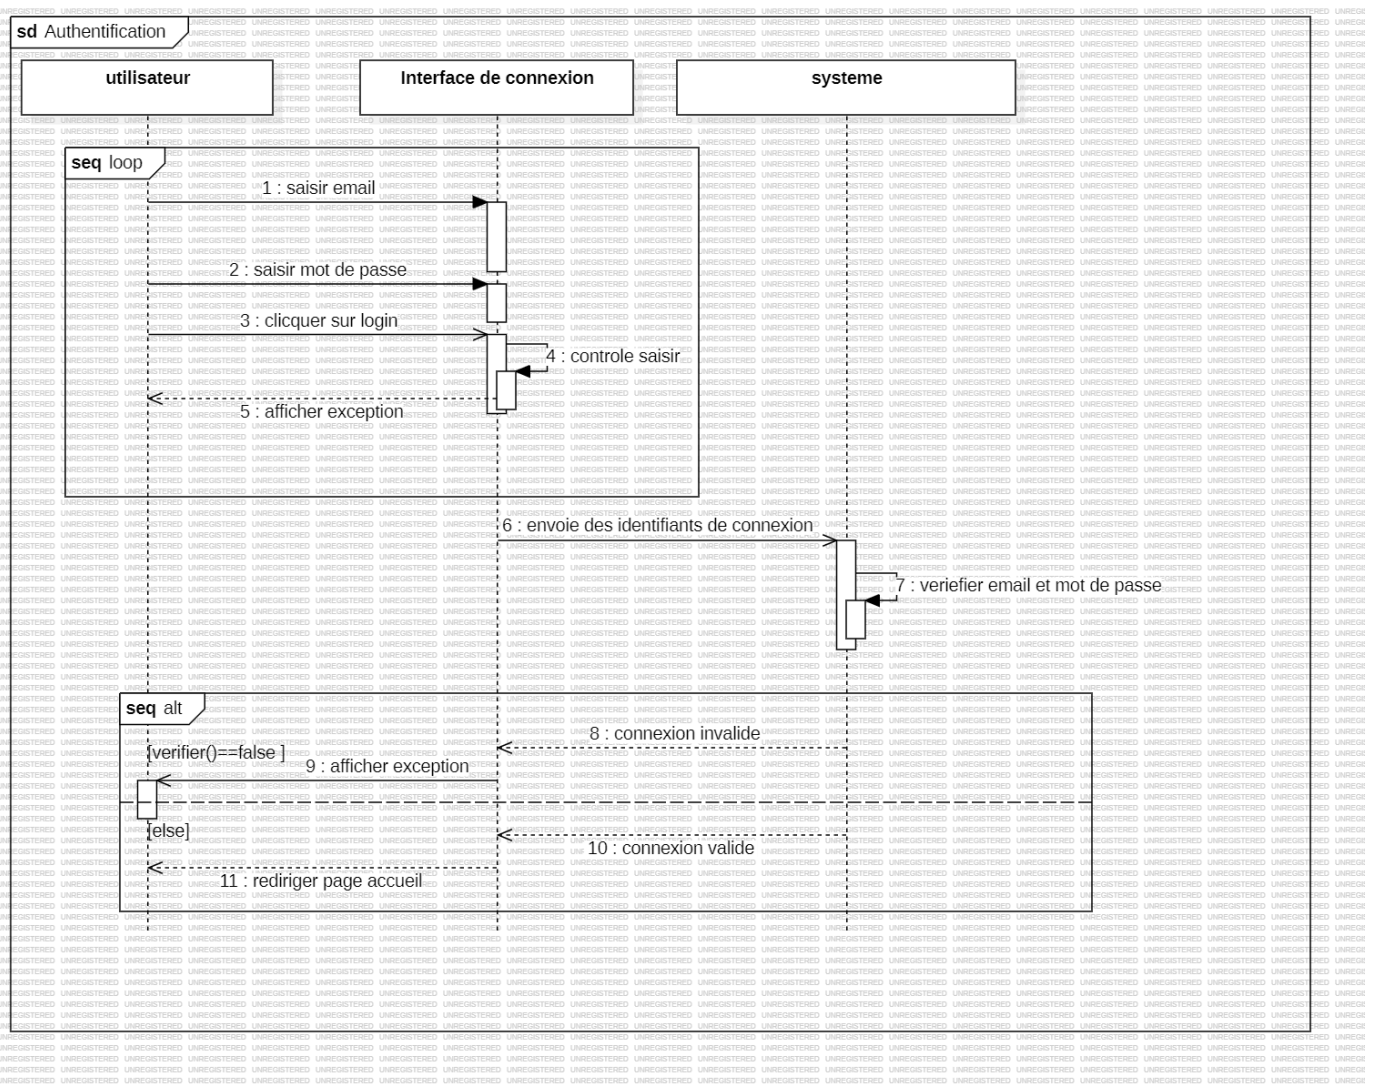 sd Authentification
utilisateur
Interface de connexion
systeme
seq loop
1 : saisir email
2 : saisir mot de passe
3 : clicquer sur login
4 : controle saisir
5 : afficher exception
6 : envoie des identifiants de connexion
7 : veriefier email et mot de passe
seq alt
8 : connexion invalide
[verifier()==false ]
9 : afficher exception
[else]
10 : connexion valide
11 : rediriger page accueil
UNREGISTERED